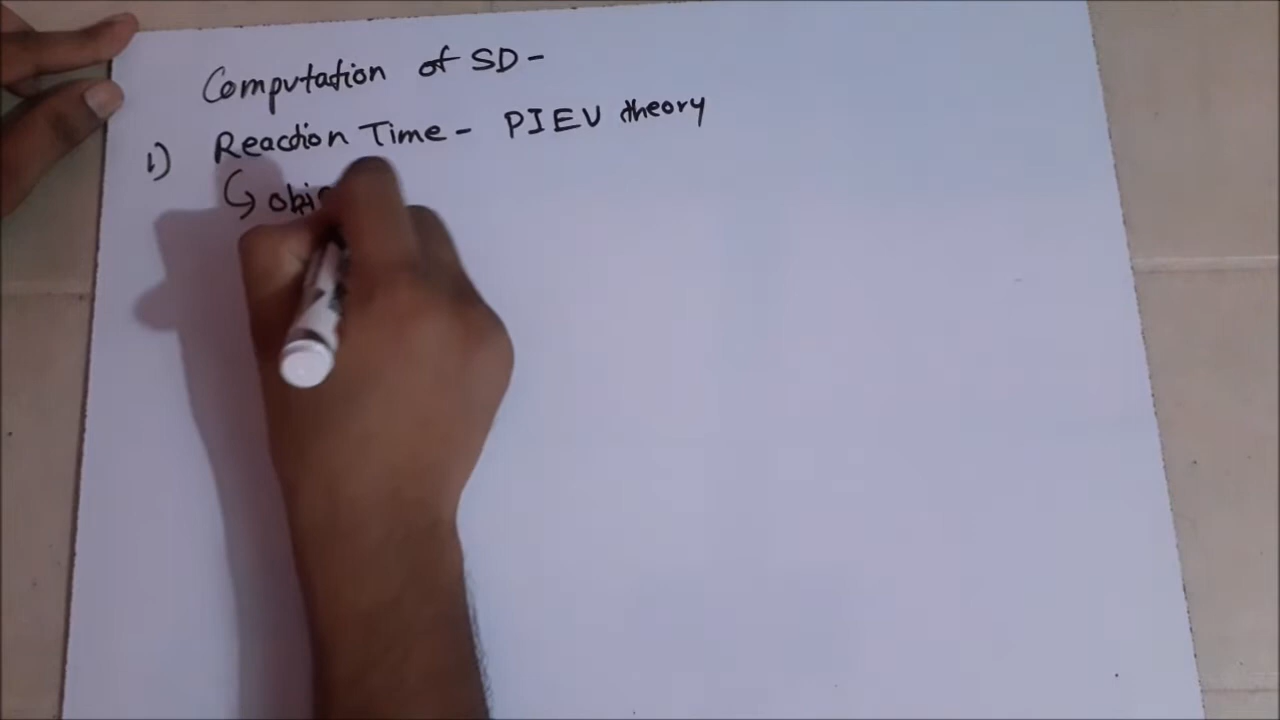 Computation of SD -
1) Reaction Time - PIEV theory